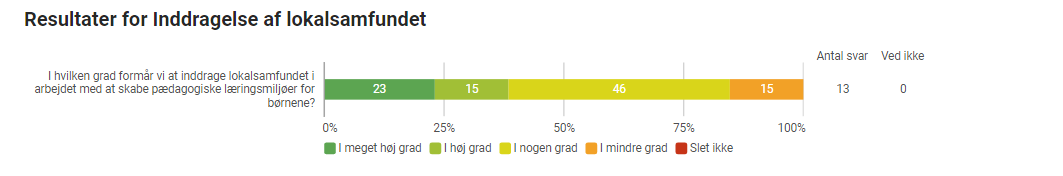 Resultater for Inddragelse af lokalsamfundet
Antal svar Ved ikke
I hvilken grad formår vi at inddrage lokalsamfundet i
arbejdet med at skabe pædagogiske læringsmiljøer for
børnene?
23 15 46 15 13 0
0% 25% 50% 75% 100%
I meget høj grad I høj grad I nogen grad I mindre grad Slet ikke